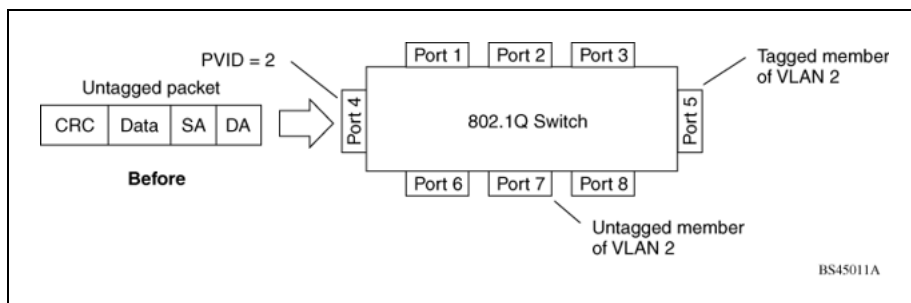 PVID = 2
Port 1
Port 2
Port 3
Tagged member
of VLAN 2
Untagged packet
CRC
Data
SA
DA
Port 4
802.1Q Switch
Port 5
Before
Port 6
Port 7
Port 8
Untagged member
of VLAN 2
BS45011A